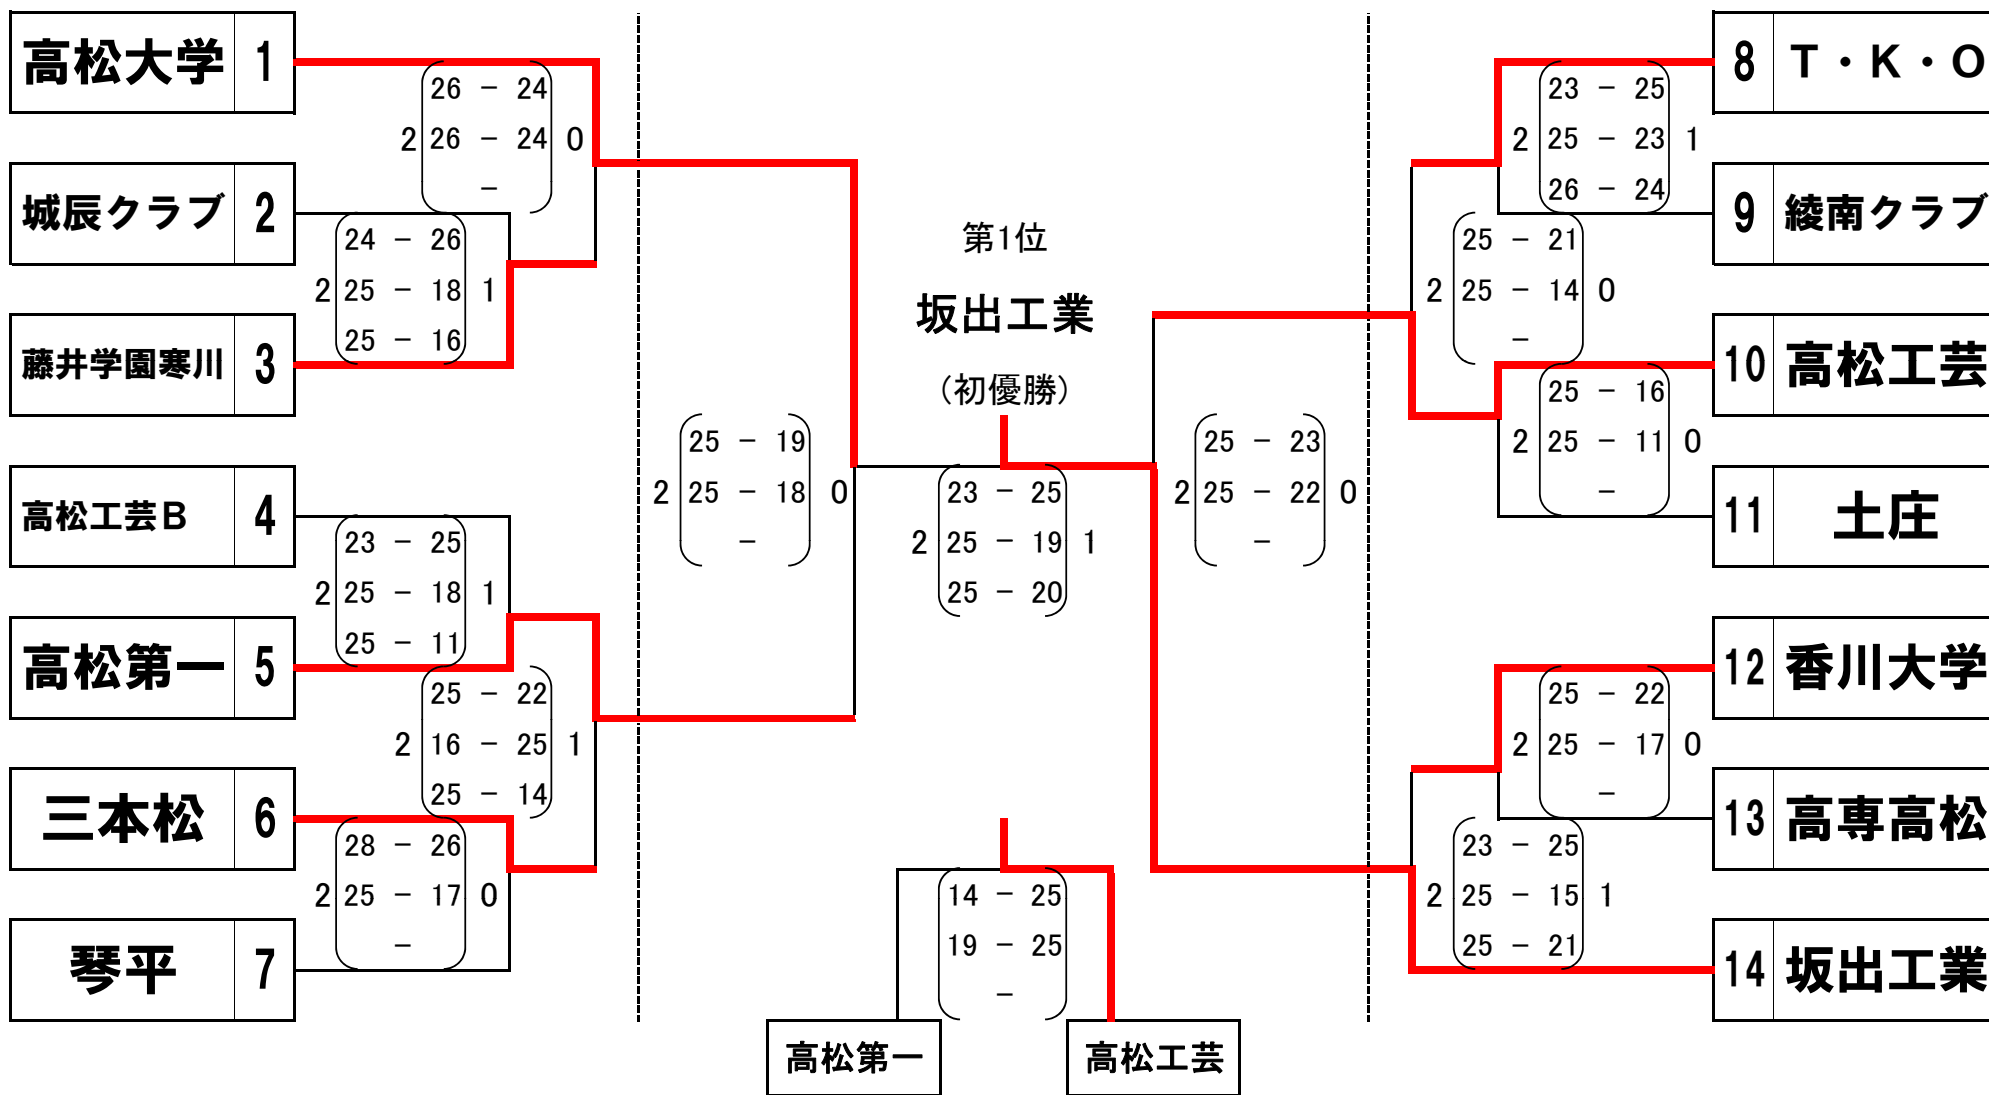 高松大学 1
26 － 24
2 26 － 24 0
－
城辰クラブ 2
24 － 26
2 25 － 18 1
25 － 16
藤井学園寒川 3
高松工芸Ｂ 4
23 － 25
2 25 － 18 1
25 － 11
高松第一 5
25 － 22
2 16 － 25 1
25 － 14
三本松 6
28 － 26
2 25 － 17 0
－
琴平 7
25 － 19
2 25 － 18 0
－
第1位
坂出工業
（初優勝）
23 － 25
2 25 － 19 1
25 － 20
14 － 25
19 － 25
－
高松第一
高松工芸
25 － 23
2 25 － 22 0
－
8 Ｔ・Ｋ・Ｏ
23 － 25
2 25 － 23 1
26 － 24
9 綾南クラブ
25 － 21
2 25 － 14 0
－
10 高松工芸
25 － 16
2 25 － 11 0
－
11 土庄
12 香川大学
25 － 22
2 25 － 17 0
－
13 高専高松
23 － 25
2 25 － 15 1
25 － 21
14 坂出工業